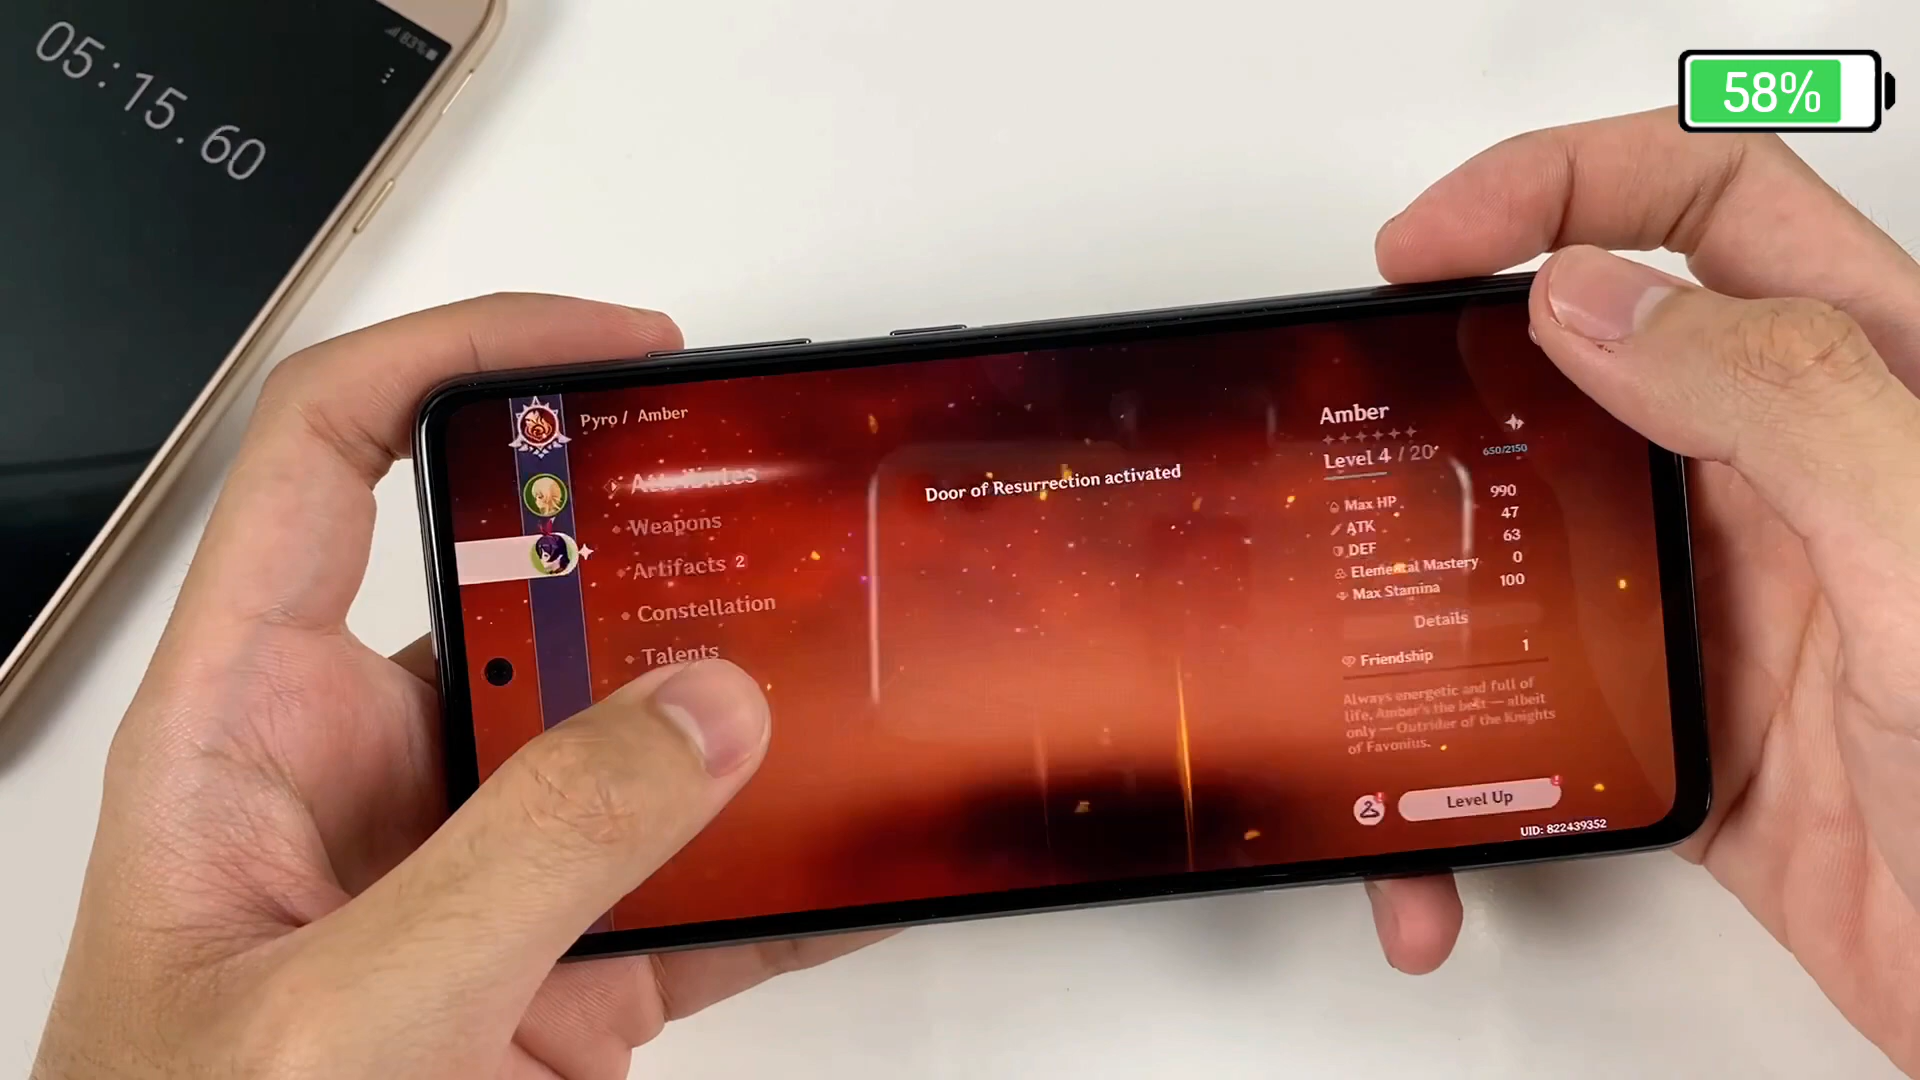 05:15.60
83%
58%
Pyro / Amber
Attributes
Weapons
Artifacts 2
Constellation
Talents
Door of Resurrection activated
Amber
Level 4 / 20
650/2150
Max HP 990
ATK 47
DEF 63
Elemental Mastery 0
Max Stamina 100
Details
Friendship 1
Always energetic and full of
life, Amber's the best — albeit
only — Outrider of the Knights
of Favonius.
Level Up
UID: 822439352